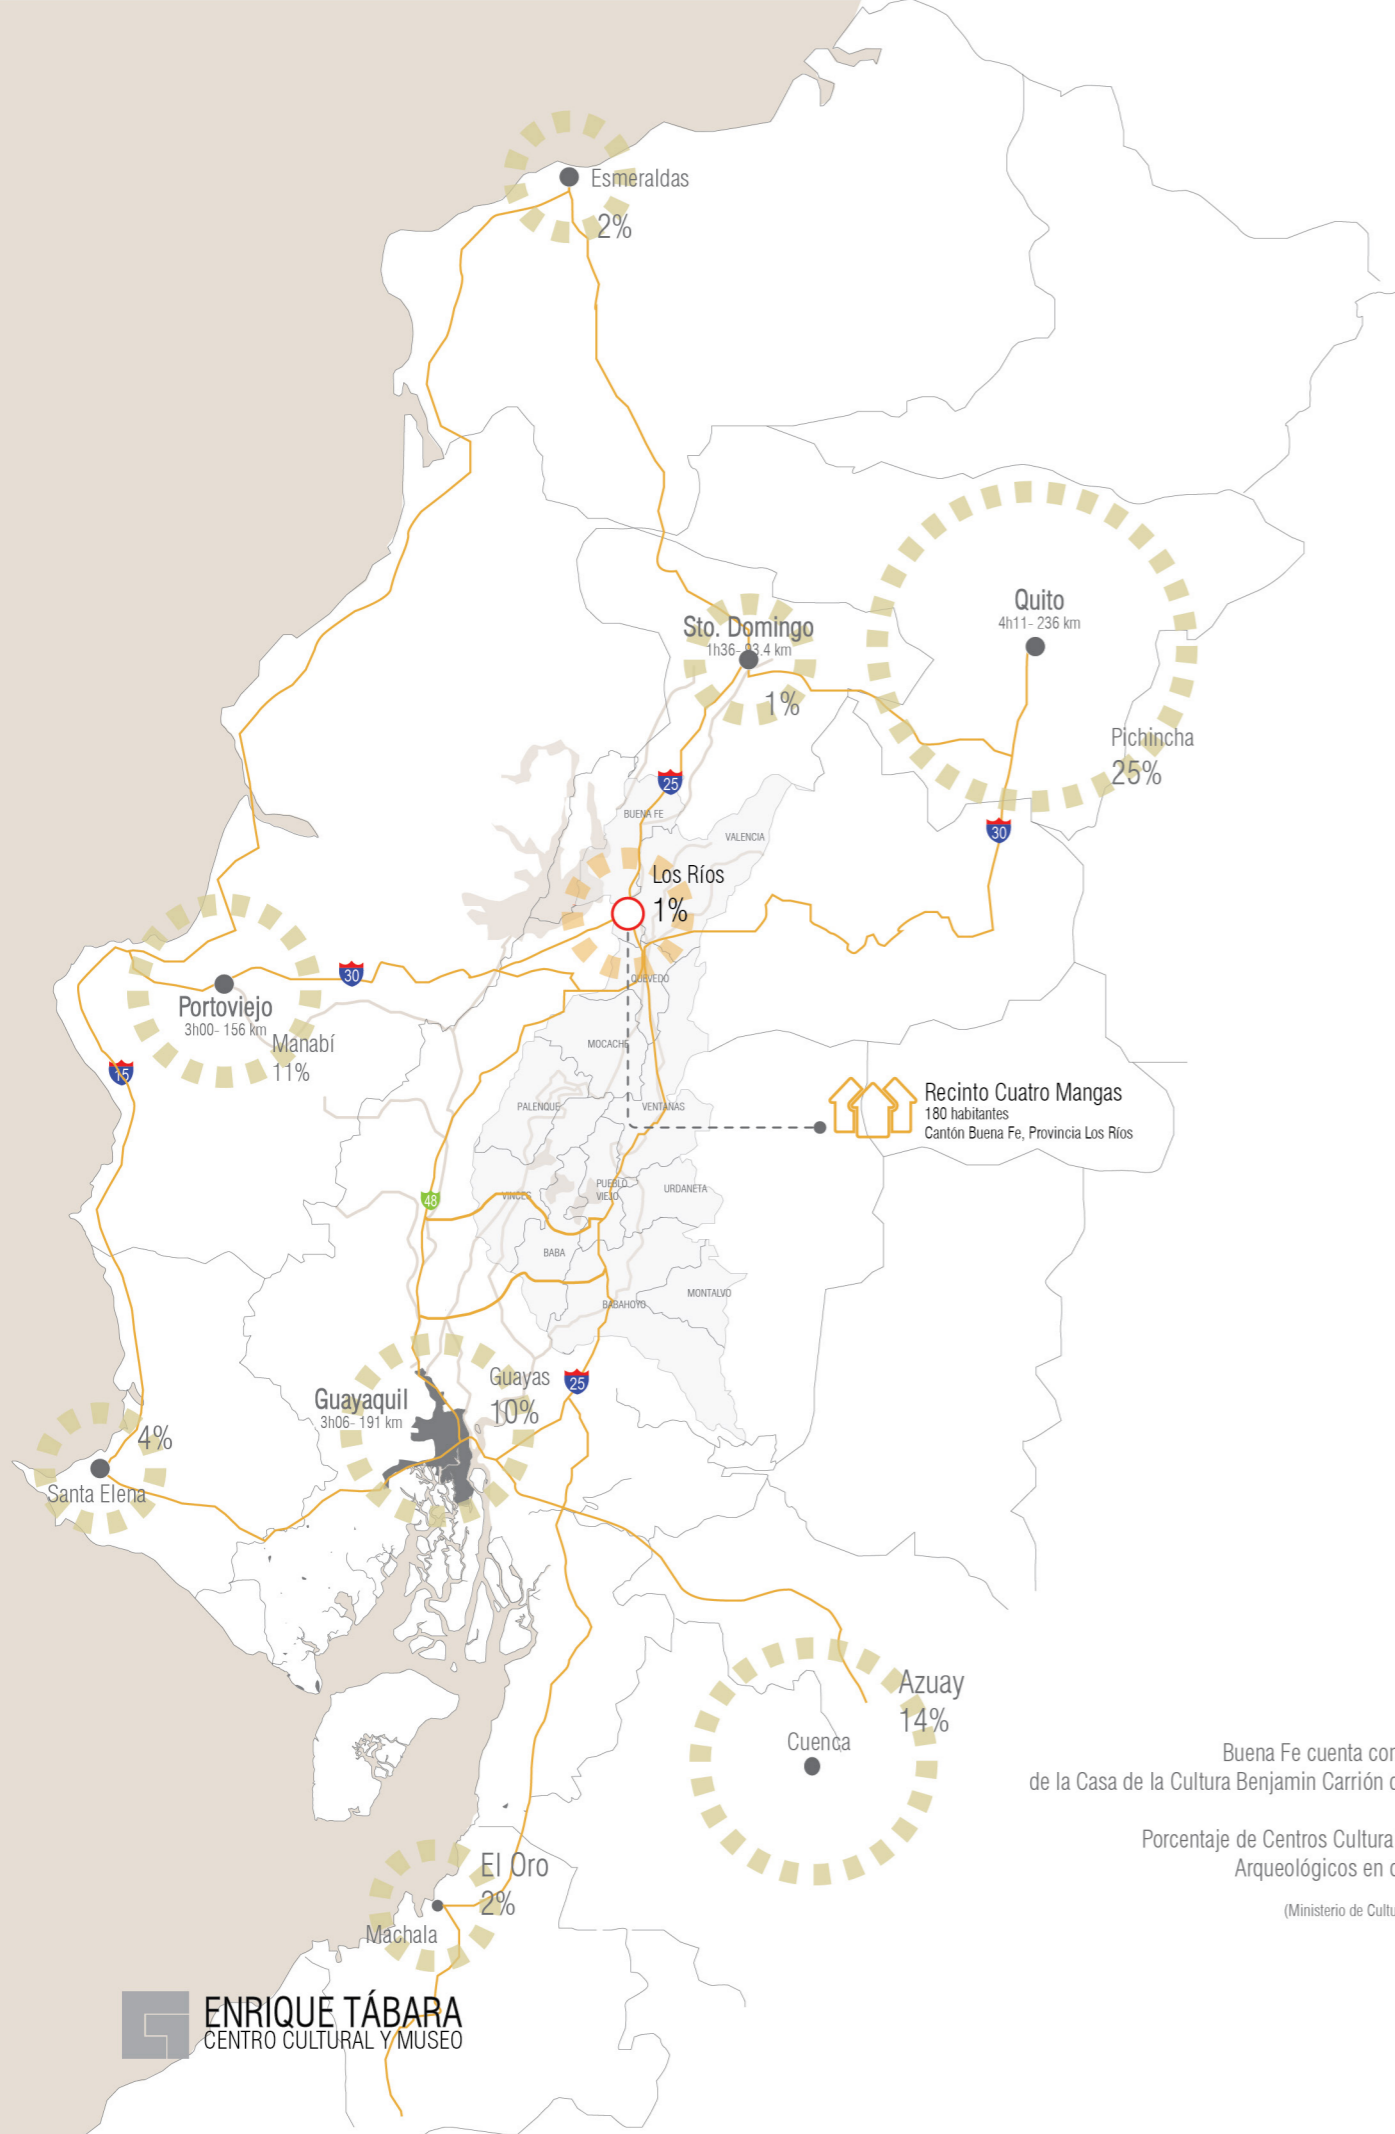 Esmeraldas
2%
Quito
4h11- 236 km
Sto. Domingo
1h36- 93.4 km
1%
Pichincha
25%
25
BUENA FE
VALENCIA
30
Los Ríos
1%
30
QUEVEDO
Portoviejo
3h00- 156 km
Manabí
11%
MOCACHE
15
PALENQUE
VENTANAS
Recinto Cuatro Mangas
180 habitantes
Cantón Buena Fe, Provincia Los Ríos
48
VINCES
PUEBLO
VIEJO
URDANETA
BABA
MONTALVO
BABAHOYO
Guayas
10%
25
Guayaquil
3h06- 191 km
4%
Santa Elena
Azuay
14%
Cuenca
Buena Fe cuenta con
de la Casa de la Cultura Benjamin Carrión
Porcentaje de Centros
Arqueológicos en
(Ministerio de
El Oro
2%
Machala
ENRIQUE TÁBARA
CENTRO CULTURAL Y MUSEO